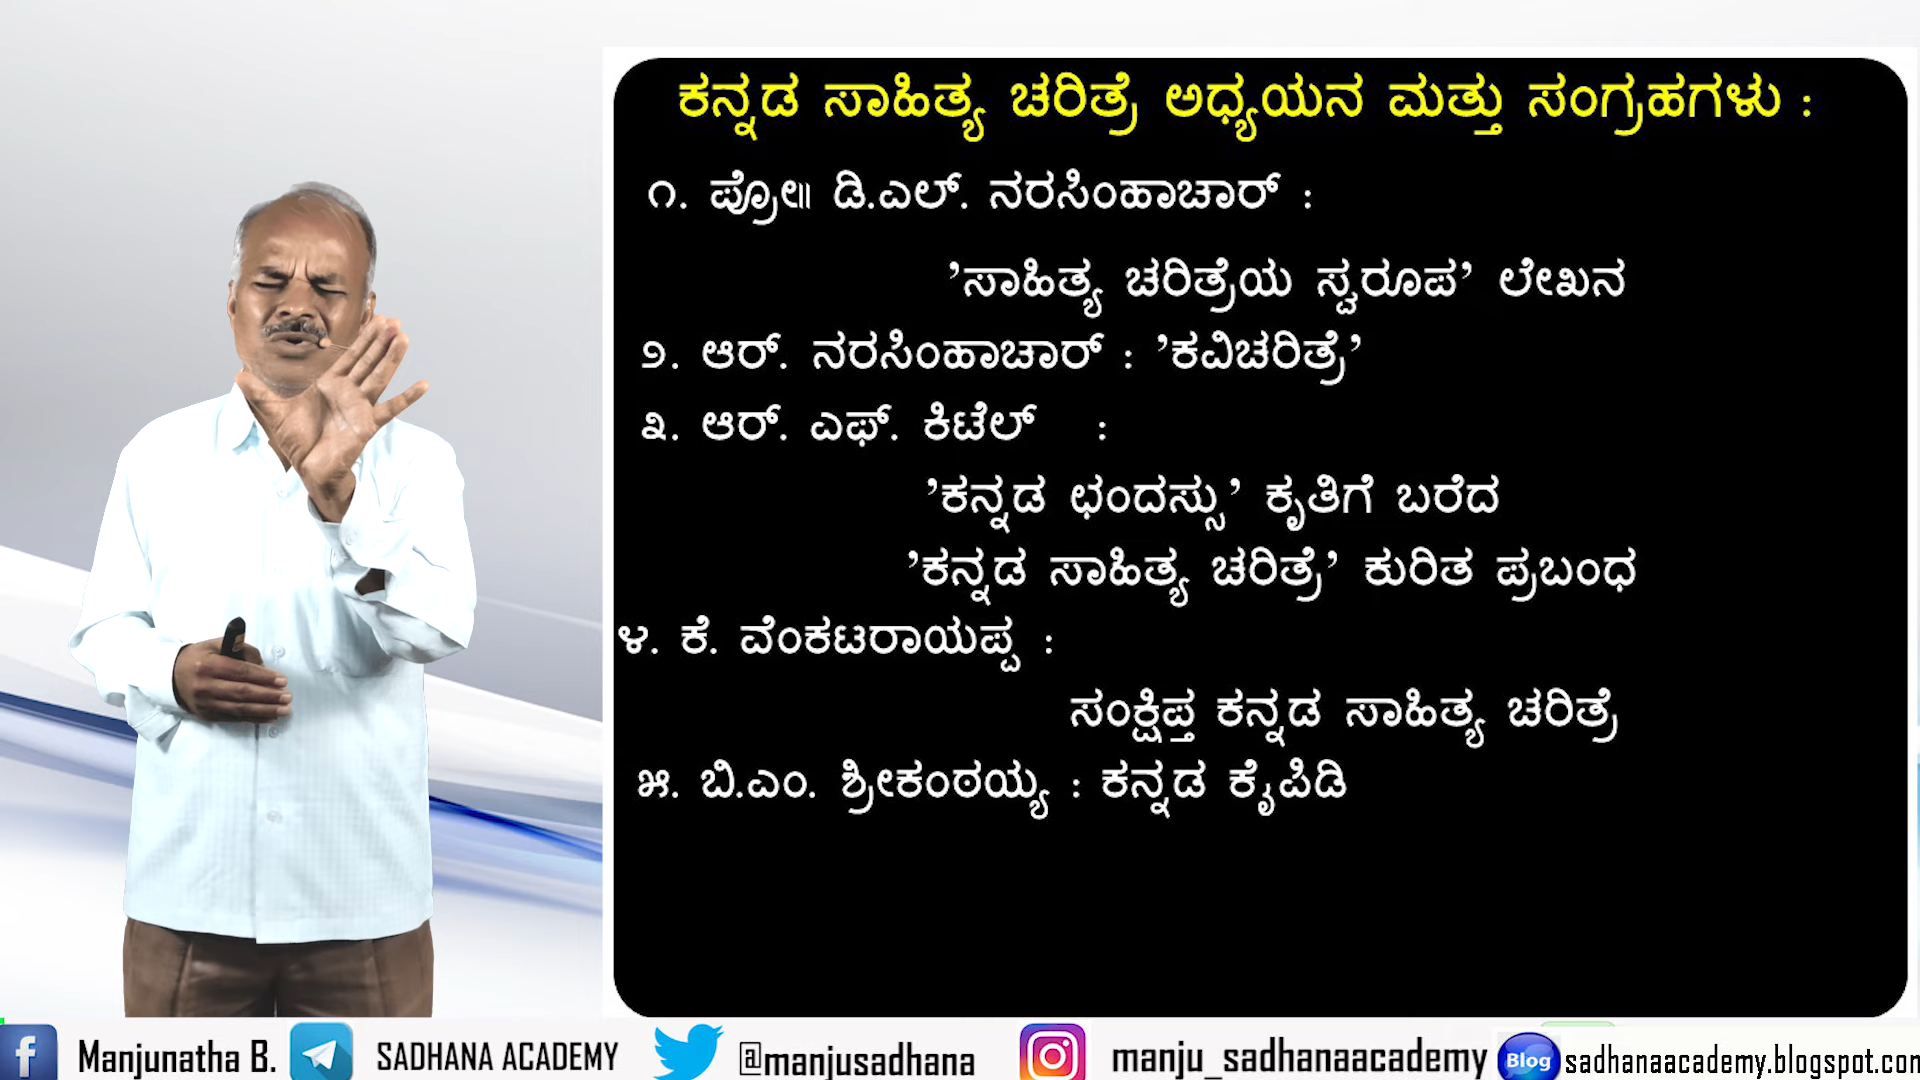 ಕನ್ನಡ ಸಾಹಿತ್ಯ ಚರಿತ್ರೆ ಅಧ್ಯಯನ ಮತ್ತು ಸಂಗ್ರಹಗಳು :
೧. ಪ್ರೋ॥ ಡಿ.ಎಲ್. ನರಸಿಂಹಾಚಾರ್ :
’ಸಾಹಿತ್ಯ ಚರಿತ್ರೆಯ ಸ್ವರೂಪ’ ಲೇಖನ
೨. ಆರ್. ನರಸಿಂಹಾಚಾರ್ : ’ಕವಿಚರಿತ್ರೆ’
೩. ಆರ್. ಎಫ್. ಕಿಟೆಲ್ :
’ಕನ್ನಡ ಛಂದಸ್ಸು’ ಕೃತಿಗೆ ಬರೆದ
’ಕನ್ನಡ ಸಾಹಿತ್ಯ ಚರಿತ್ರೆ’ ಕುರಿತ ಪ್ರಬಂಧ
೪. ಕೆ. ವೆಂಕಟರಾಯಪ್ಪ :
ಸಂಕ್ಷಿಪ್ತ ಕನ್ನಡ ಸಾಹಿತ್ಯ ಚರಿತ್ರೆ
೫. ಬಿ.ಎಂ. ಶ್ರೀಕಂಠಯ್ಯ : ಕನ್ನಡ ಕೈಪಿಡಿ
Manjunatha B. SADHANA ACADEMY @manjusadhana manju_sadhanaacademy Blog sadhanaacademy.blogspot.com